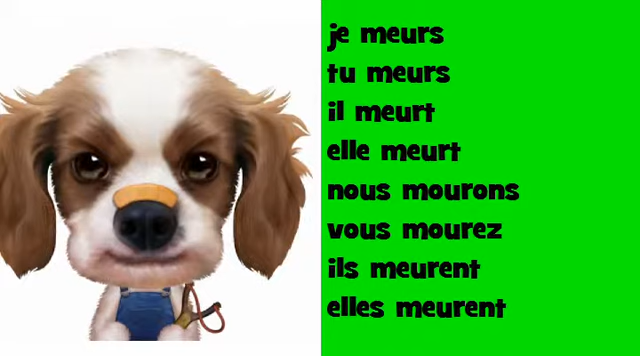 je meurs
tu meurs
il meurt
elle meurt
nous mourons
vous mourez
ils meurent
elles meurent